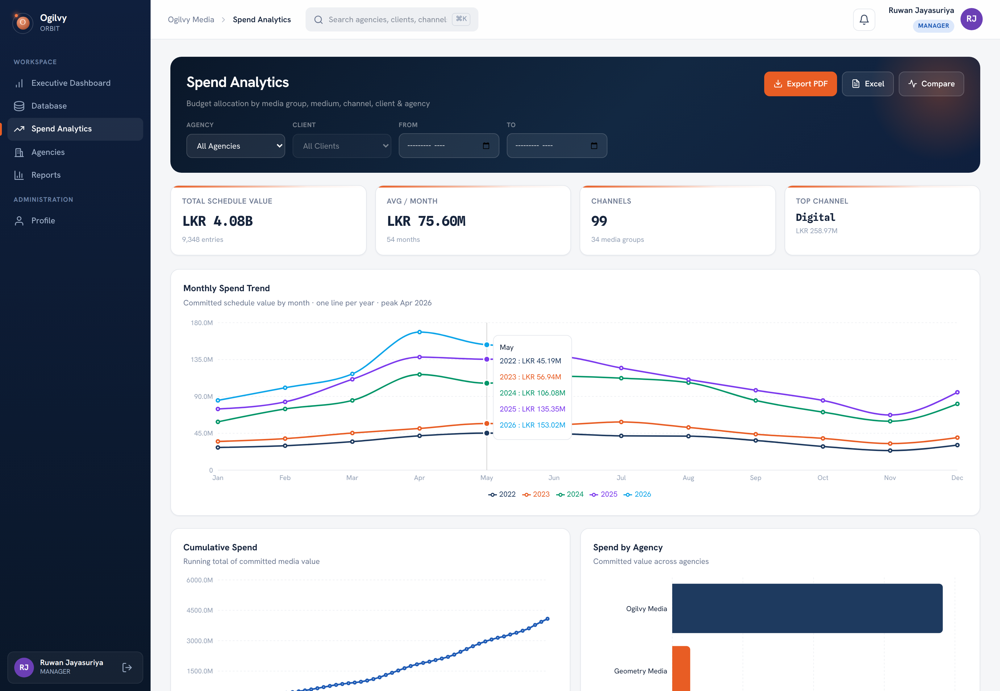 Ogilvy
ORBIT
WORKSPACE
Executive Dashboard
Database
Spend Analytics
Agencies
Reports
ADMINISTRATION
Profile
RJ
Ruwan Jayasuriya
MANAGER
Ogilvy Media
Spend Analytics
Search agencies, clients, channel
⌘K
Ruwan Jayasuriya
MANAGER
RJ
Spend Analytics
Budget allocation by media group, medium, channel, client & agency
Export PDF
Excel
Compare
AGENCY
CLIENT
FROM
TO
All Agencies
All Clients
--------- ----
--------- ----
TOTAL SCHEDULE VALUE
LKR 4.08B
9,348 entries
AVG / MONTH
LKR 75.60M
54 months
CHANNELS
99
34 media groups
TOP CHANNEL
Digital
LKR 258.97M
Monthly Spend Trend
Committed schedule value by month · one line per year · peak Apr 2026
180.0M
135.0M
90.0M
45.0M
0
May
2022 : LKR 45.19M
2023 : LKR 56.94M
2024 : LKR 106.08M
2025 : LKR 135.35M
2026 : LKR 153.02M
Jan Feb Mar Apr May Jun Jul Aug Sep Oct Nov Dec
2022 2023 2024 2025 2026
Cumulative Spend
Running total of committed media value
6000.0M
4500.0M
3000.0M
1500.0M
Spend by Agency
Committed value across agencies
Ogilvy Media
Geometry Media